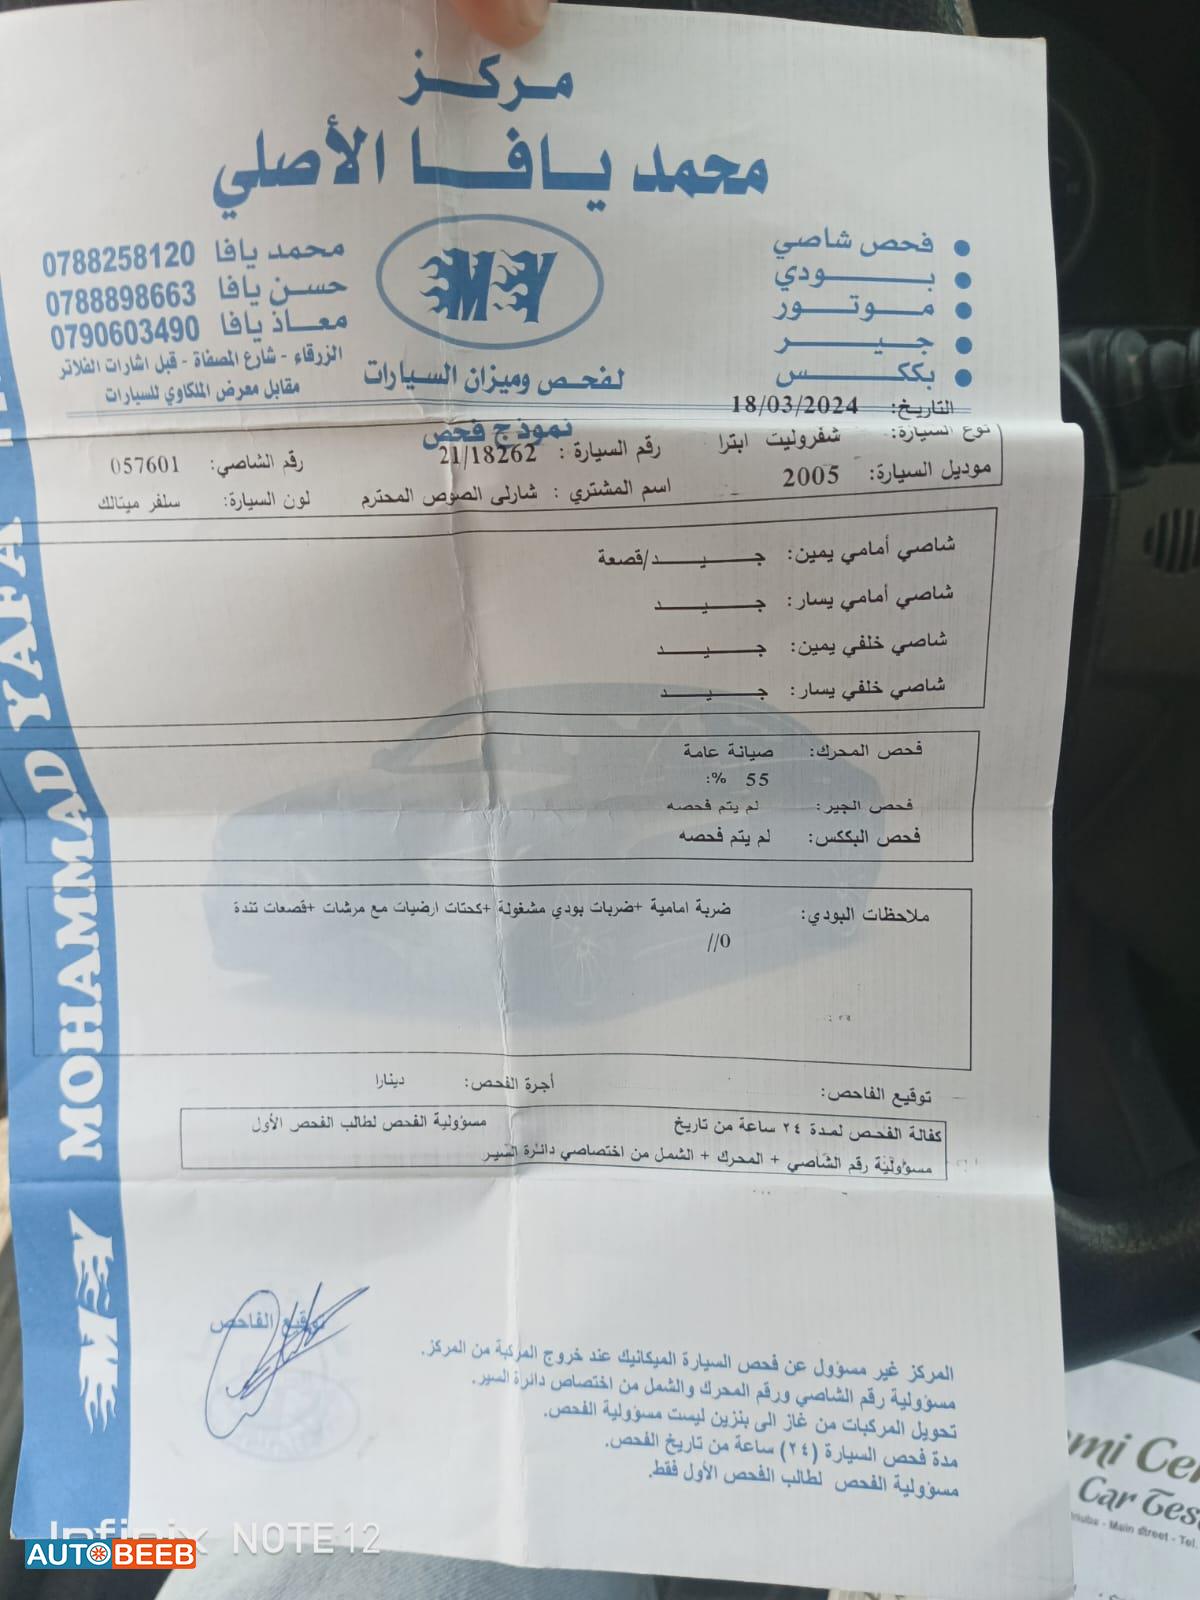 مركز
محمد يافا الأصلي
محمد يافا 0788258120
حسن يافا 0788898663
معاذ يافا 0790603490
الزرقاء - شارع المصفاة - قبل اشارات الفلاتر
مقابل معرض الملكاوي للسيارات
MY
لفحص وميزان السيارات
نموذج فحص
• فحص شاصي
• بودي
• موتور
• جير
• بككس
التاريخ: 18/03/2024
نوع السيارة: شفروليت ابترا
رقم السيارة : 21/18262
رقم الشاصي: 057601
موديل السيارة: 2005
اسم المشتري : شارلى الصوص المحترم
لون السيارة: سلفر ميتالك
شاصي أمامي يمين: جيد/قصعة
شاصي أمامي يسار: جيد
شاصي خلفي يمين: جيد
شاصي خلفي يسار: جيد
فحص المحرك: صيانة عامة
55 %:
فحص الجير: لم يتم فحصه
فحص البككس: لم يتم فحصه
ملاحظات البودي: ضربة امامية +ضربات بودي مشغولة +كحتات ارضيات مع مرشات +قصعات تندة
//0
توقيع الفاحص:
أجرة الفحص: دينارا
كفالة الفحص لمدة ٢٤ ساعة من تاريخ مسؤولية الفحص لطالب الفحص الأول
مسؤولية رقم الشاصي + المحرك + الشمل من اختصاصي دائرة السير
توقيع الفاحص
المركز غير مسؤول عن فحص السيارة الميكانيك عند خروج المركبة من المركز.
مسؤولية رقم الشاصي ورقم المحرك والشمل من اختصاص دائرة السير.
تحويل المركبات من غاز الى بنزين ليست مسؤولية الفحص.
مدة فحص السيارة (٢٤) ساعة من تاريخ الفحص.
مسؤولية الفحص لطالب الفحص الأول فقط.
MOHAMMAD YAFA
MY
Car Test
- Main street - Tel.
Infinix NOTE 12
AUTOBEEB